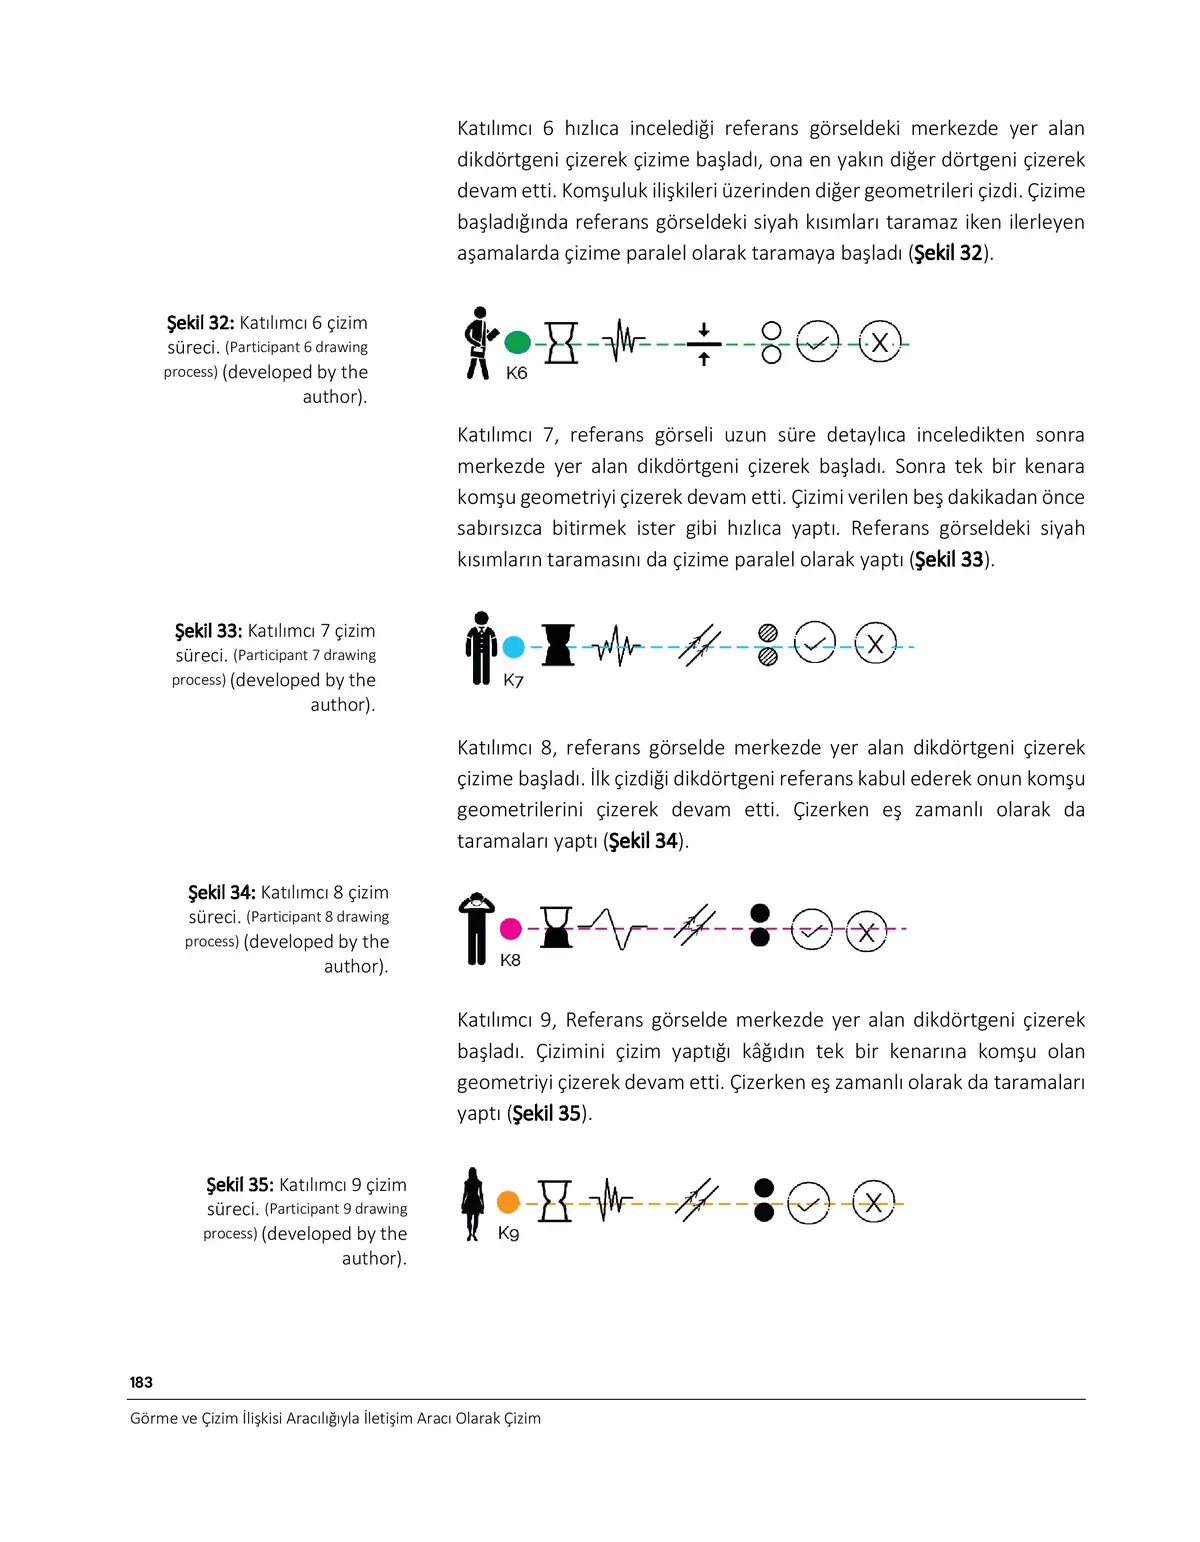 Katılımcı 6 hızlıca incelediği referans görseldeki merkezde yer alan
dikdörtgeni çizerek çizime başladı, ona en yakın diğer dörtgeni çizerek
devam etti. Komşuluk ilişkileri üzerinden diğer geometrileri çizdi. Çizime
başladığında referans görseldeki siyah kısımları taramaz iken ilerleyen
aşamalarda çizime paralel olarak taramaya başladı (Şekil 32).
Şekil 32: Katılımcı 6 çizim
süreci. (Participant 6 drawing
process) (developed by the
author).
K6
X
Katılımcı 7, referans görseli uzun süre detaylıca inceledikten sonra
merkezde yer alan dikdörtgeni çizerek başladı. Sonra tek bir kenara
komşu geometriyi çizerek devam etti. Çizimi verilen beş dakikadan önce
sabırsızca bitirmek ister gibi hızlıca yaptı. Referans görseldeki siyah
kısımların taramasını da çizime paralel olarak yaptı (Şekil 33).
Şekil 33: Katılımcı 7 çizim
süreci. (Participant 7 drawing
process) (developed by the
author).
K7
X
Katılımcı 8, referans görselde merkezde yer alan dikdörtgeni çizerek
çizime başladı. İlk çizdiği dikdörtgeni referans kabul ederek onun komşu
geometrilerini çizerek devam etti. Çizerken eş zamanlı olarak da
taramaları yaptı (Şekil 34).
Şekil 34: Katılımcı 8 çizim
süreci. (Participant 8 drawing
process) (developed by the
author).
K8
X
Katılımcı 9, Referans görselde merkezde yer alan dikdörtgeni çizerek
başladı. Çizimini çizim yaptığı kâğıdın tek bir kenarına komşu olan
geometriyi çizerek devam etti. Çizerken eş zamanlı olarak da taramaları
yaptı (Şekil 35).
Şekil 35: Katılımcı 9 çizim
süreci. (Participant 9 drawing
process) (developed by the
author).
K9
X
183
Görme ve Çizim İlişkisi Aracılığıyla İletişim Aracı Olarak Çizim